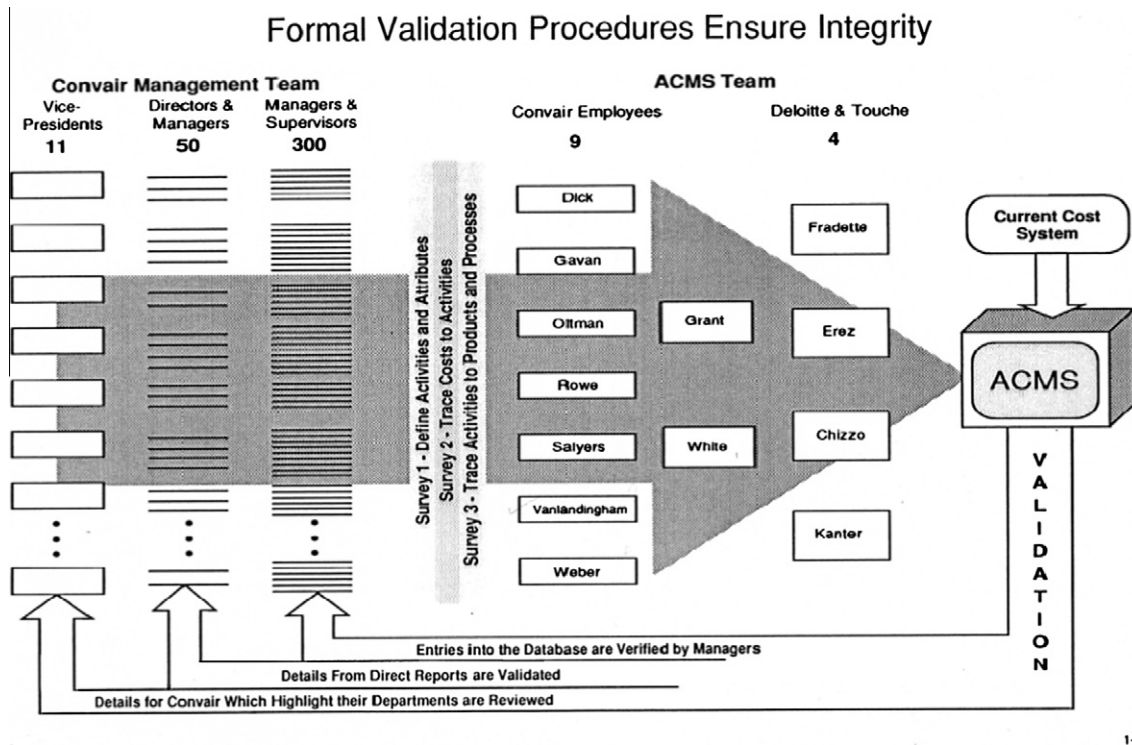 Formal Validation Procedures Ensure Integrity
Convair Management Team
ACMS Team
Vice-
Presidents
11
Directors &
Managers
50
Managers &
Supervisors
300
Convair Employees
9
Deloitte & Touche
4
Survey 1 - Define Activities and Attributes
Survey 2 - Trace Costs to Activities
Survey 3 - Trace Activities to Products and Processes
Dick
Gavan
Ottman
Rowe
Salyers
Vanlandingham
Weber
Grant
White
Fradette
Erez
Chizzo
Kanter
Current Cost
System
ACMS
VALIDATION
Entries into the Database are Verified by Managers
Details From Direct Reports are Validated
Details for Convair Which Highlight their Departments are Reviewed